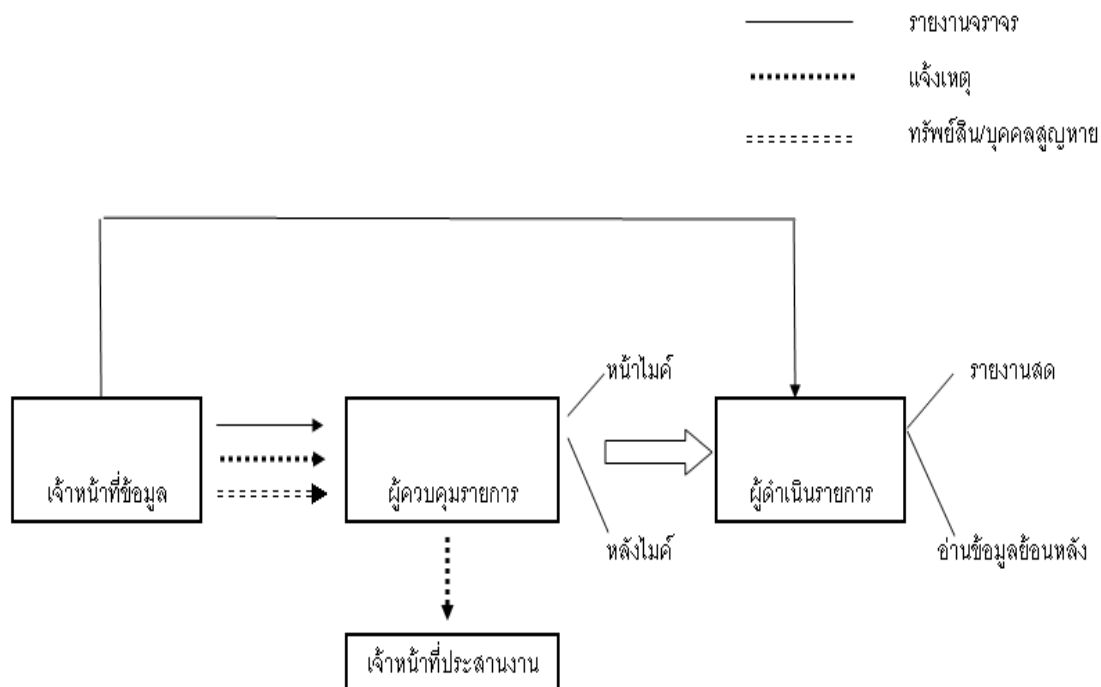 รายงานจราจร
แจ้งเหตุ
ทรัพย์สิน/บุคคลสูญหาย
หน้าไมค์
รายงานสด
เจ้าหน้าที่ข้อมูล
ผู้ควบคุมรายการ
ผู้ดำเนินรายการ
หลังไมค์
อ่านข้อมูลย้อนหลัง
เจ้าหน้าที่ประสานงาน